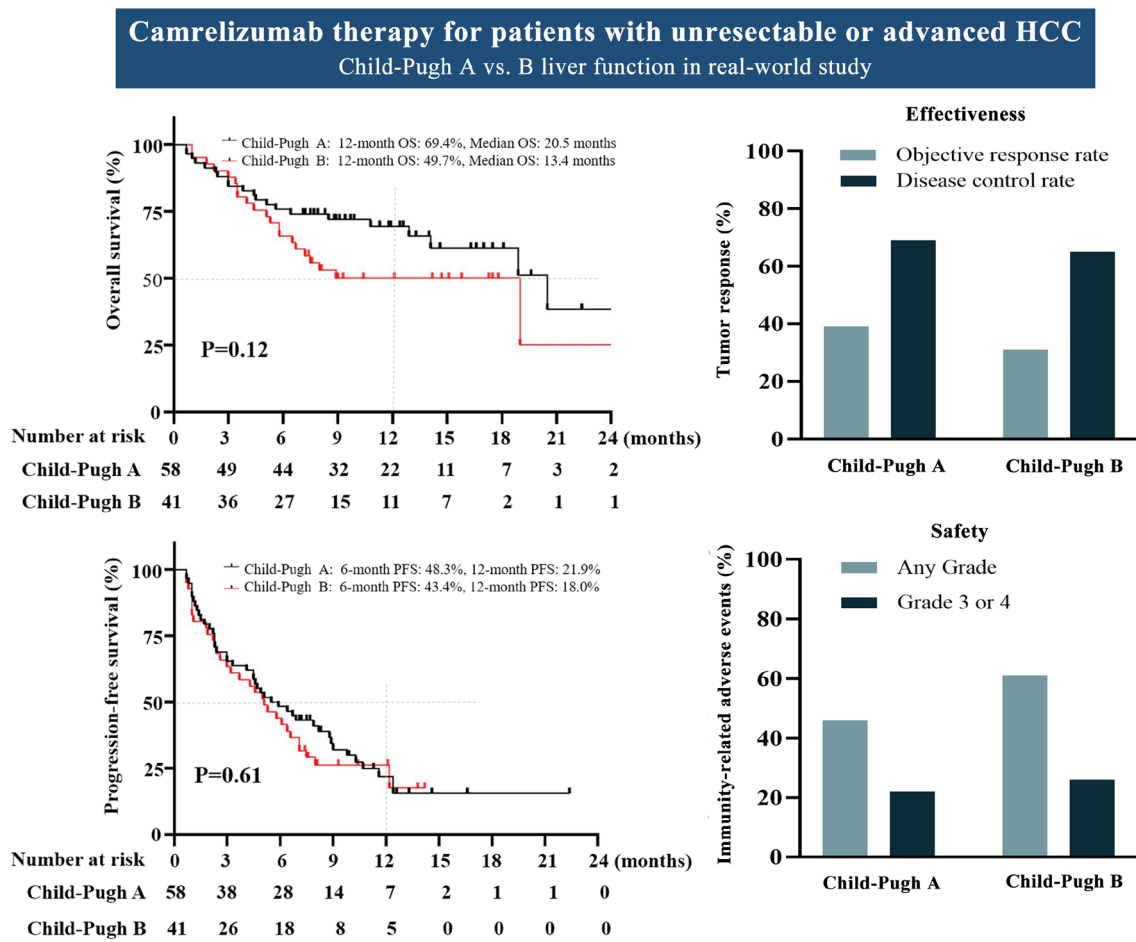 Camrelizumab therapy for patients with unresectable or advanced HCC
Child-Pugh A vs. B liver function in real-world study
Overall survival (%)
100
75
50
25
0
Child-Pugh A: 12-month OS: 69.4%, Median OS: 20.5 months
Child-Pugh B: 12-month OS: 49.7%, Median OS: 13.4 months
P=0.12
Number at risk 0 3 6 9 12 15 18 21 24 (months)
Child-Pugh A 58 49 44 32 22 11 7 3 2
Child-Pugh B 41 36 27 15 11 7 2 1 1
Effectiveness
Tumor response (%)
100
80
60
40
20
0
Objective response rate
Disease control rate
Child-Pugh A Child-Pugh B
Progression-free survival (%)
100
75
50
25
0
Child-Pugh A: 6-month PFS: 48.3%, 12-month PFS: 21.9%
Child-Pugh B: 6-month PFS: 43.4%, 12-month PFS: 18.0%
P=0.61
Number at risk 0 3 6 9 12 15 18 21 24 (months)
Child-Pugh A 58 38 28 14 7 2 1 1 0
Child-Pugh B 41 26 18 8 5 0 0 0 0
Safety
Immunity-related adverse events (%)
100
80
60
40
20
0
Any Grade
Grade 3 or 4
Child-Pugh A Child-Pugh B